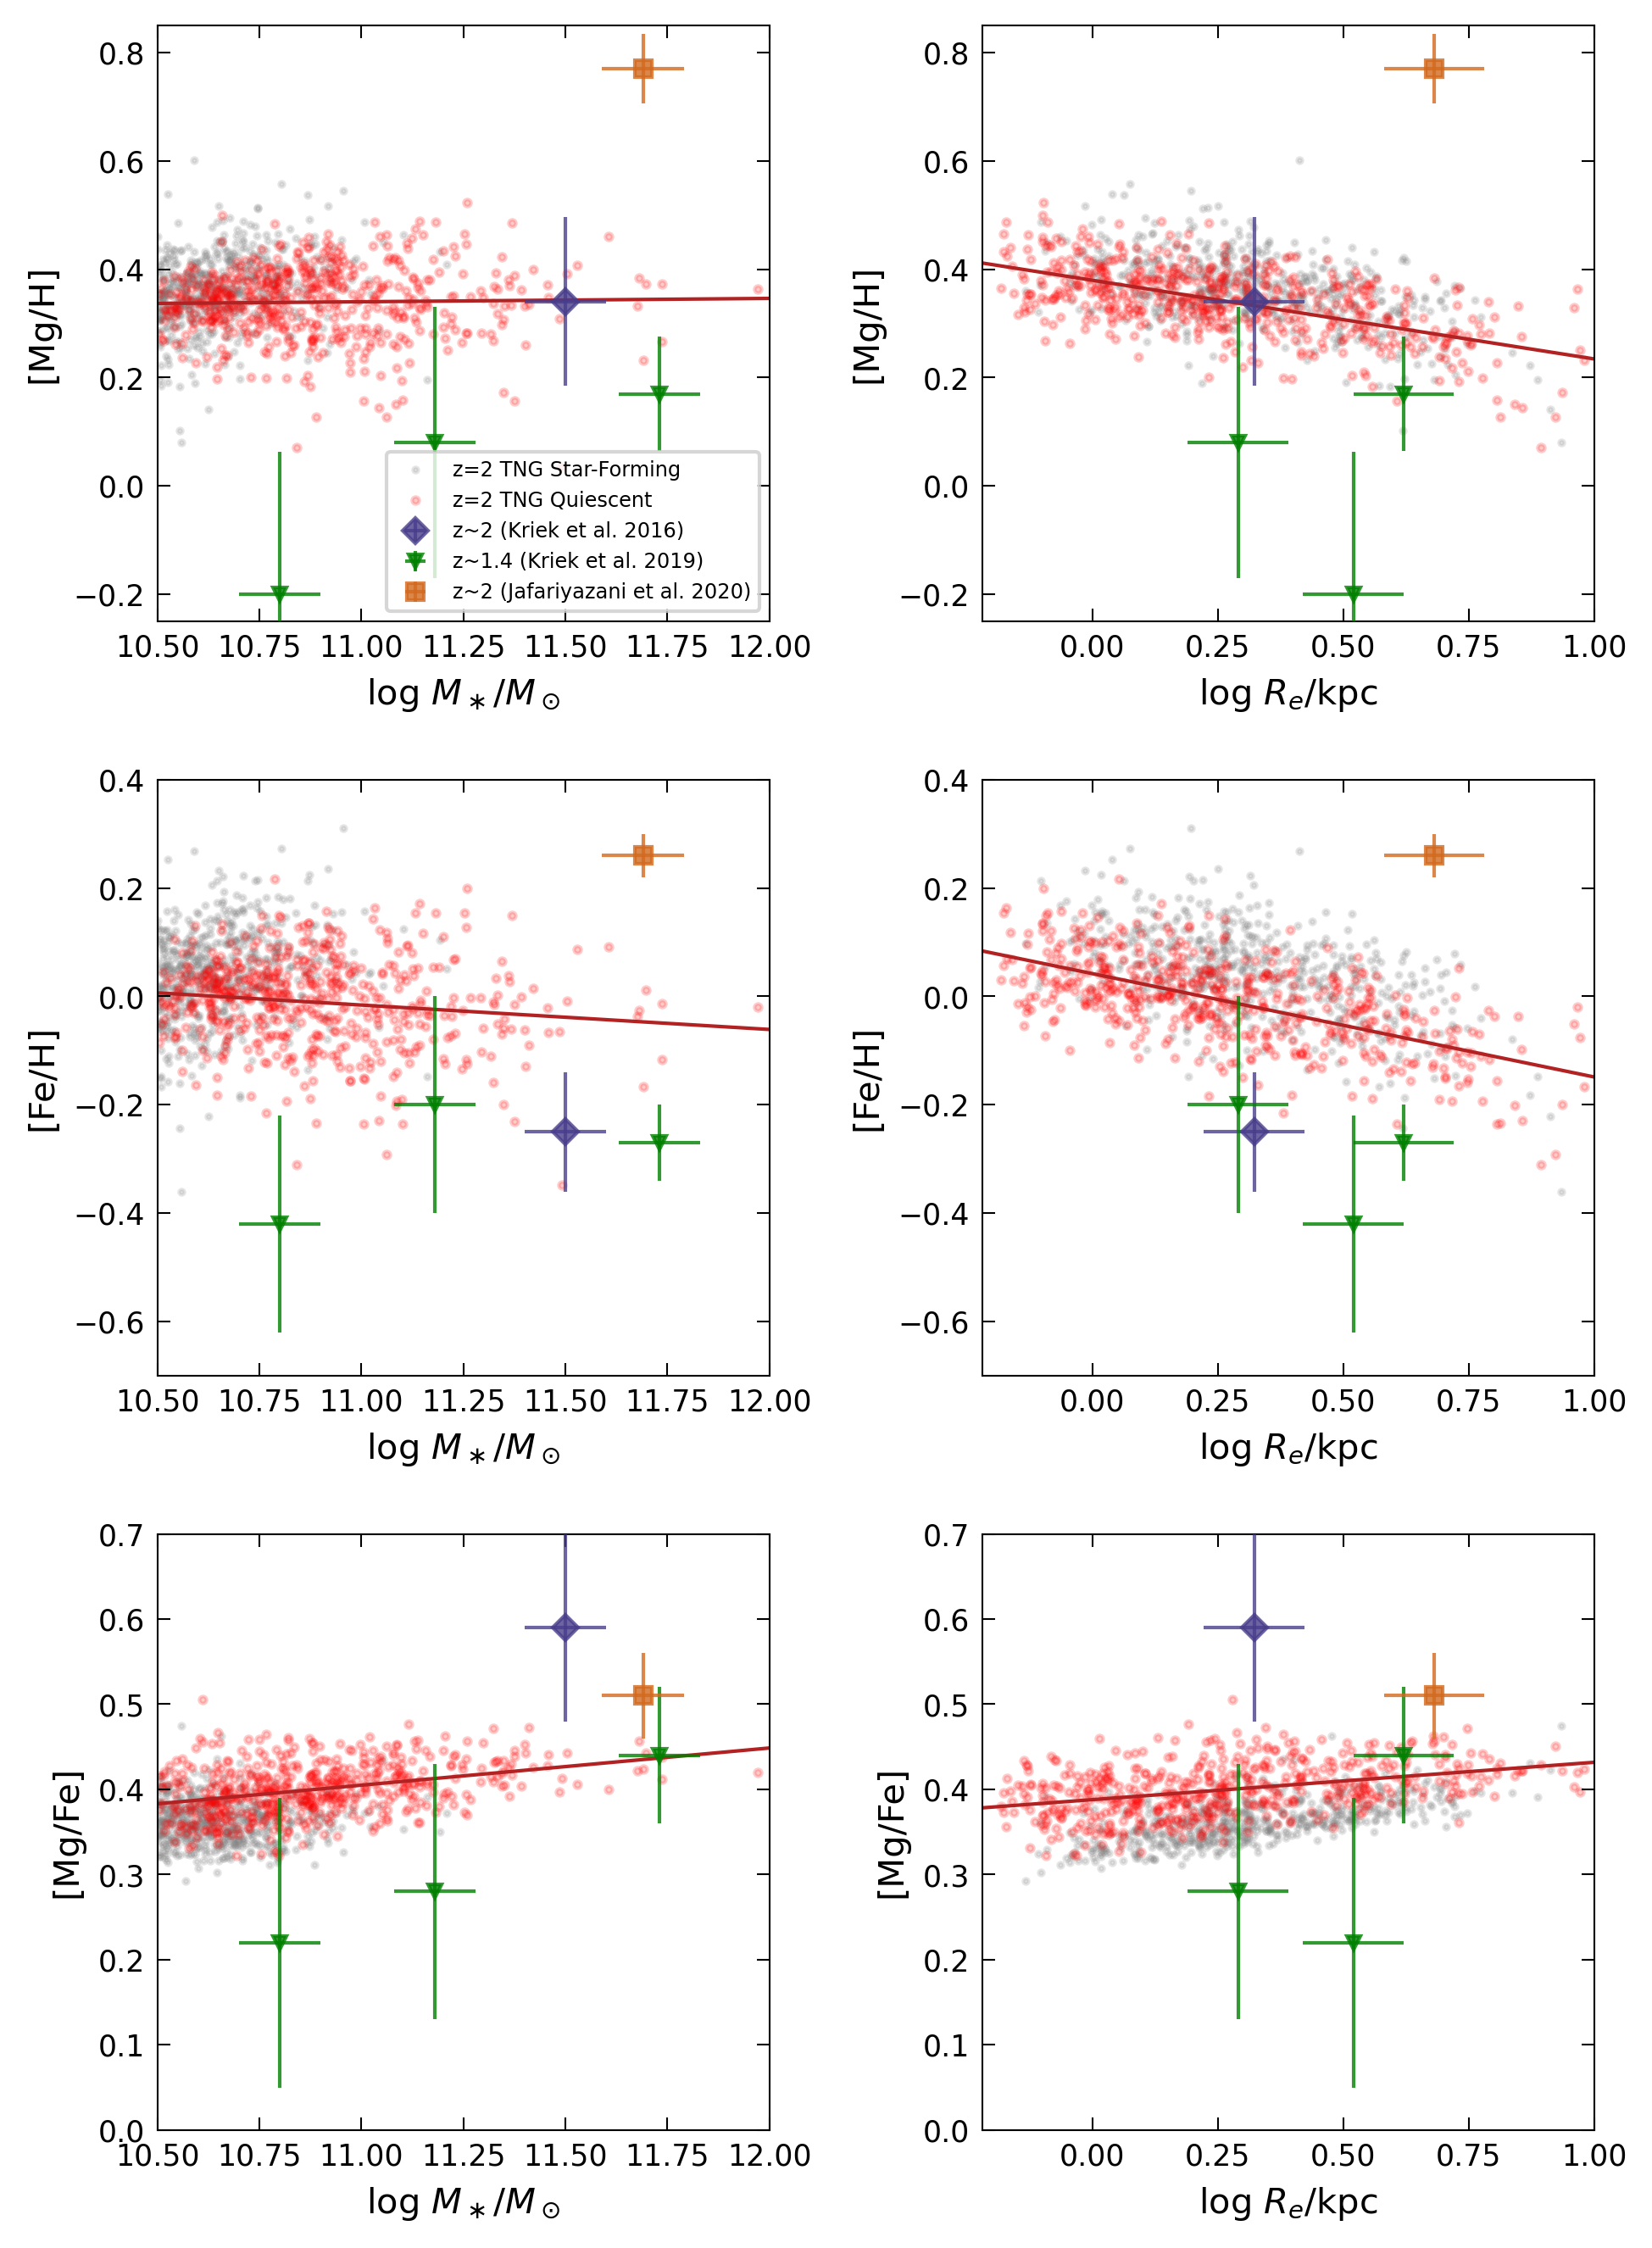 0.8
0.6
0.4
0.2
0.0
−0.2
[Mg/H]
z=2 TNG Star-Forming
z=2 TNG Quiescent
z~2 (Kriek et al. 2016)
z~1.4 (Kriek et al. 2019)
z~2 (Jafariyazani et al. 2020)
10.50 10.75 11.00 11.25 11.50 11.75 12.00
log M∗/M⊙
0.8
0.6
0.4
0.2
0.0
−0.2
[Mg/H]
0.00 0.25 0.50 0.75 1.00
log Re/kpc
0.4
0.2
0.0
−0.2
−0.4
−0.6
[Fe/H]
10.50 10.75 11.00 11.25 11.50 11.75 12.00
log M∗/M⊙
0.4
0.2
0.0
−0.2
−0.4
−0.6
[Fe/H]
0.00 0.25 0.50 0.75 1.00
log Re/kpc
0.7
0.6
0.5
0.4
0.3
0.2
0.1
0.0
[Mg/Fe]
10.50 10.75 11.00 11.25 11.50 11.75 12.00
log M∗/M⊙
0.7
0.6
0.5
0.4
0.3
0.2
0.1
0.0
[Mg/Fe]
0.00 0.25 0.50 0.75 1.00
log Re/kpc